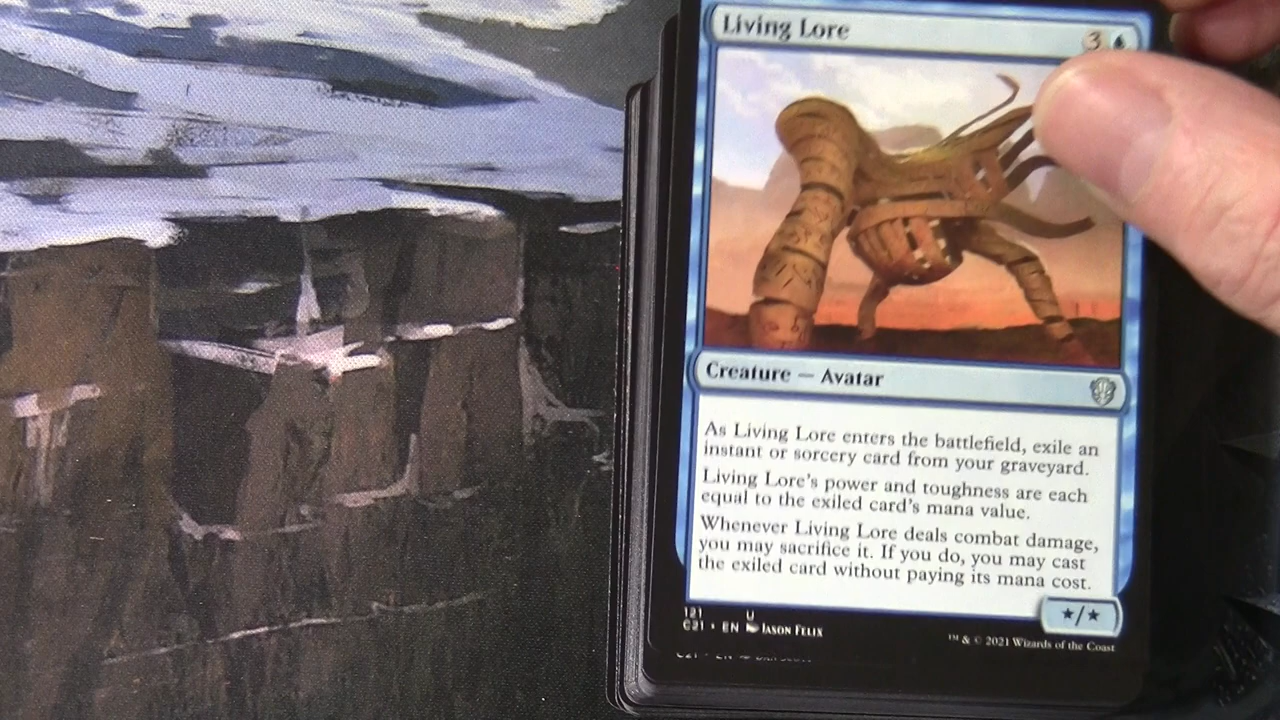 Living Lore 3
Creature — Avatar
As Living Lore enters the battlefield, exile an
instant or sorcery card from your graveyard.
Living Lore's power and toughness are each
equal to the exiled card's mana value.
Whenever Living Lore deals combat damage,
you may sacrifice it. If you do, you may cast
the exiled card without paying its mana cost.
★/★
121 U
C21 • EN Jason Felix
™ & © 2021 Wizards of the Coast